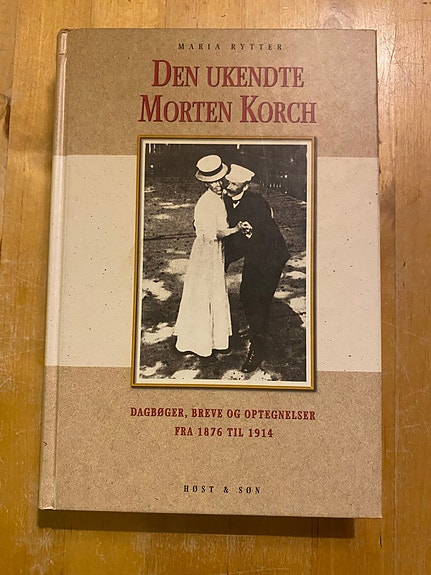 MARIA RYTTER
DEN UKENDTE
MORTEN KORCH
DAGBØGER, BREVE OG OPTEGNELSER
FRA 1876 TIL 1914
HØST & SØN